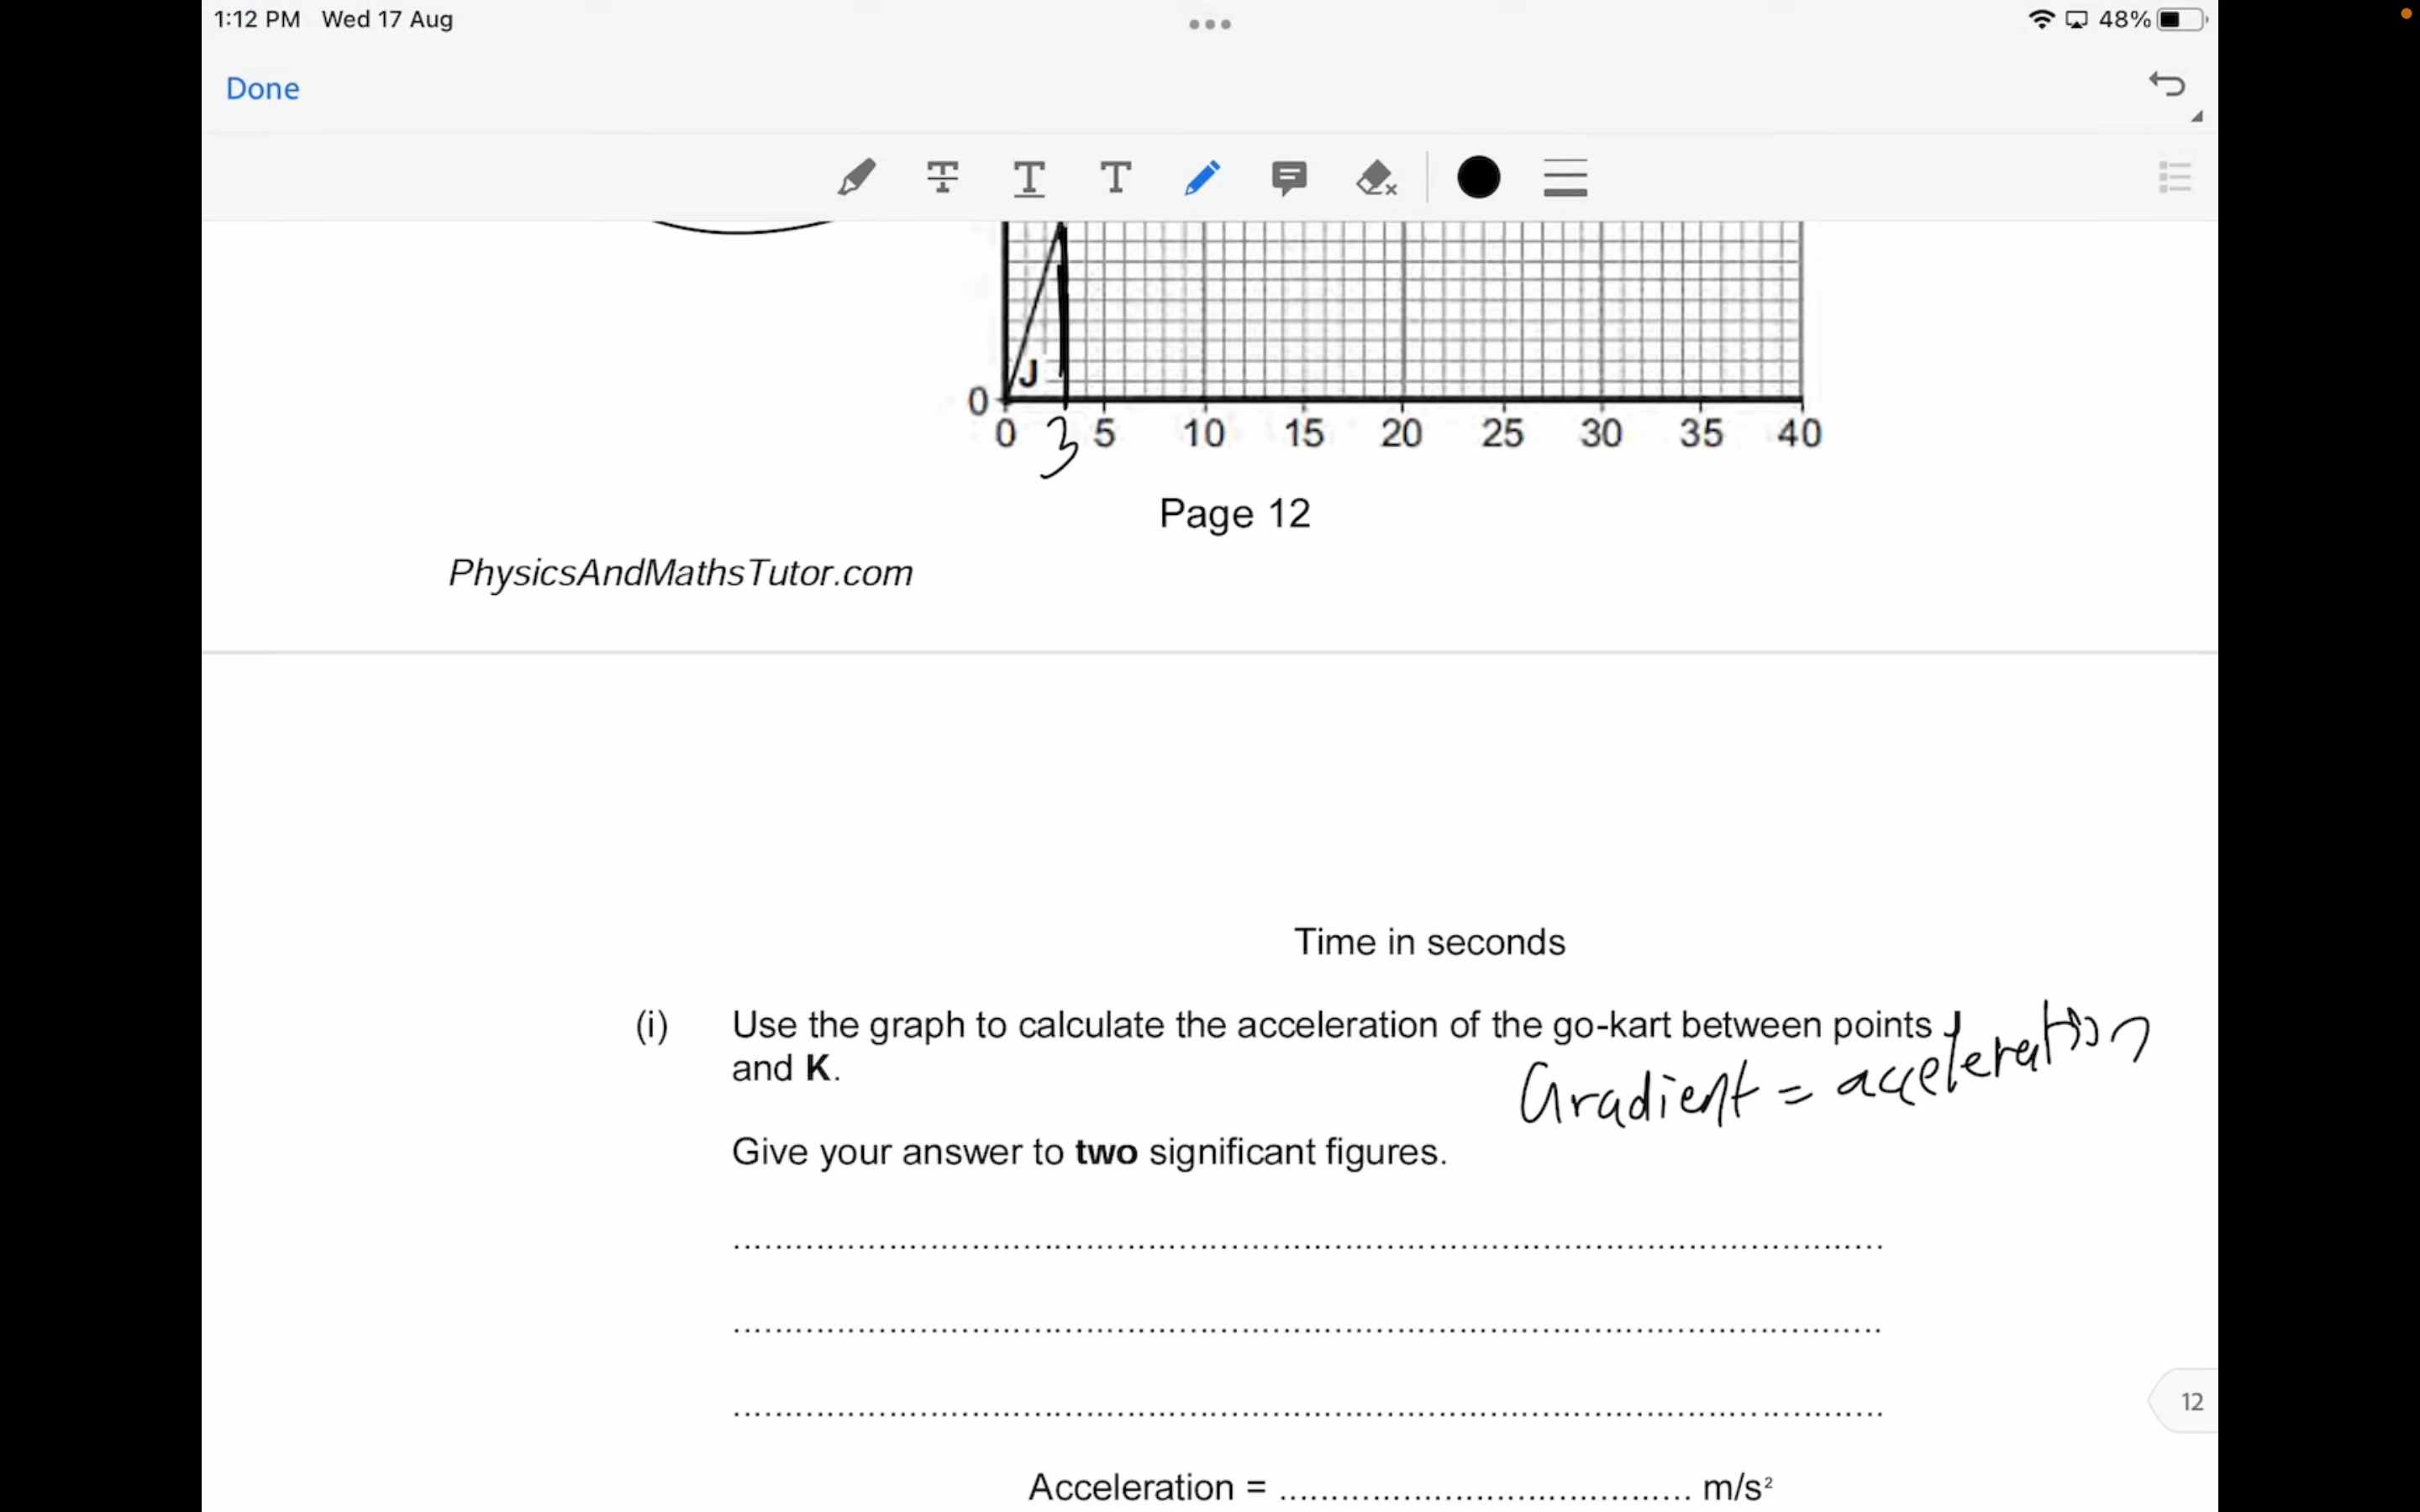 1:12 PM Wed 17 Aug
48%
Done
J
0
0 3 5 10 15 20 25 30 35 40
Page 12
PhysicsAndMathsTutor.com
Time in seconds
(i) Use the graph to calculate the acceleration of the go-kart between points J
and K.
Gradient = acceleration
Give your answer to two significant figures.
12
Acceleration = ........................................ m/s²